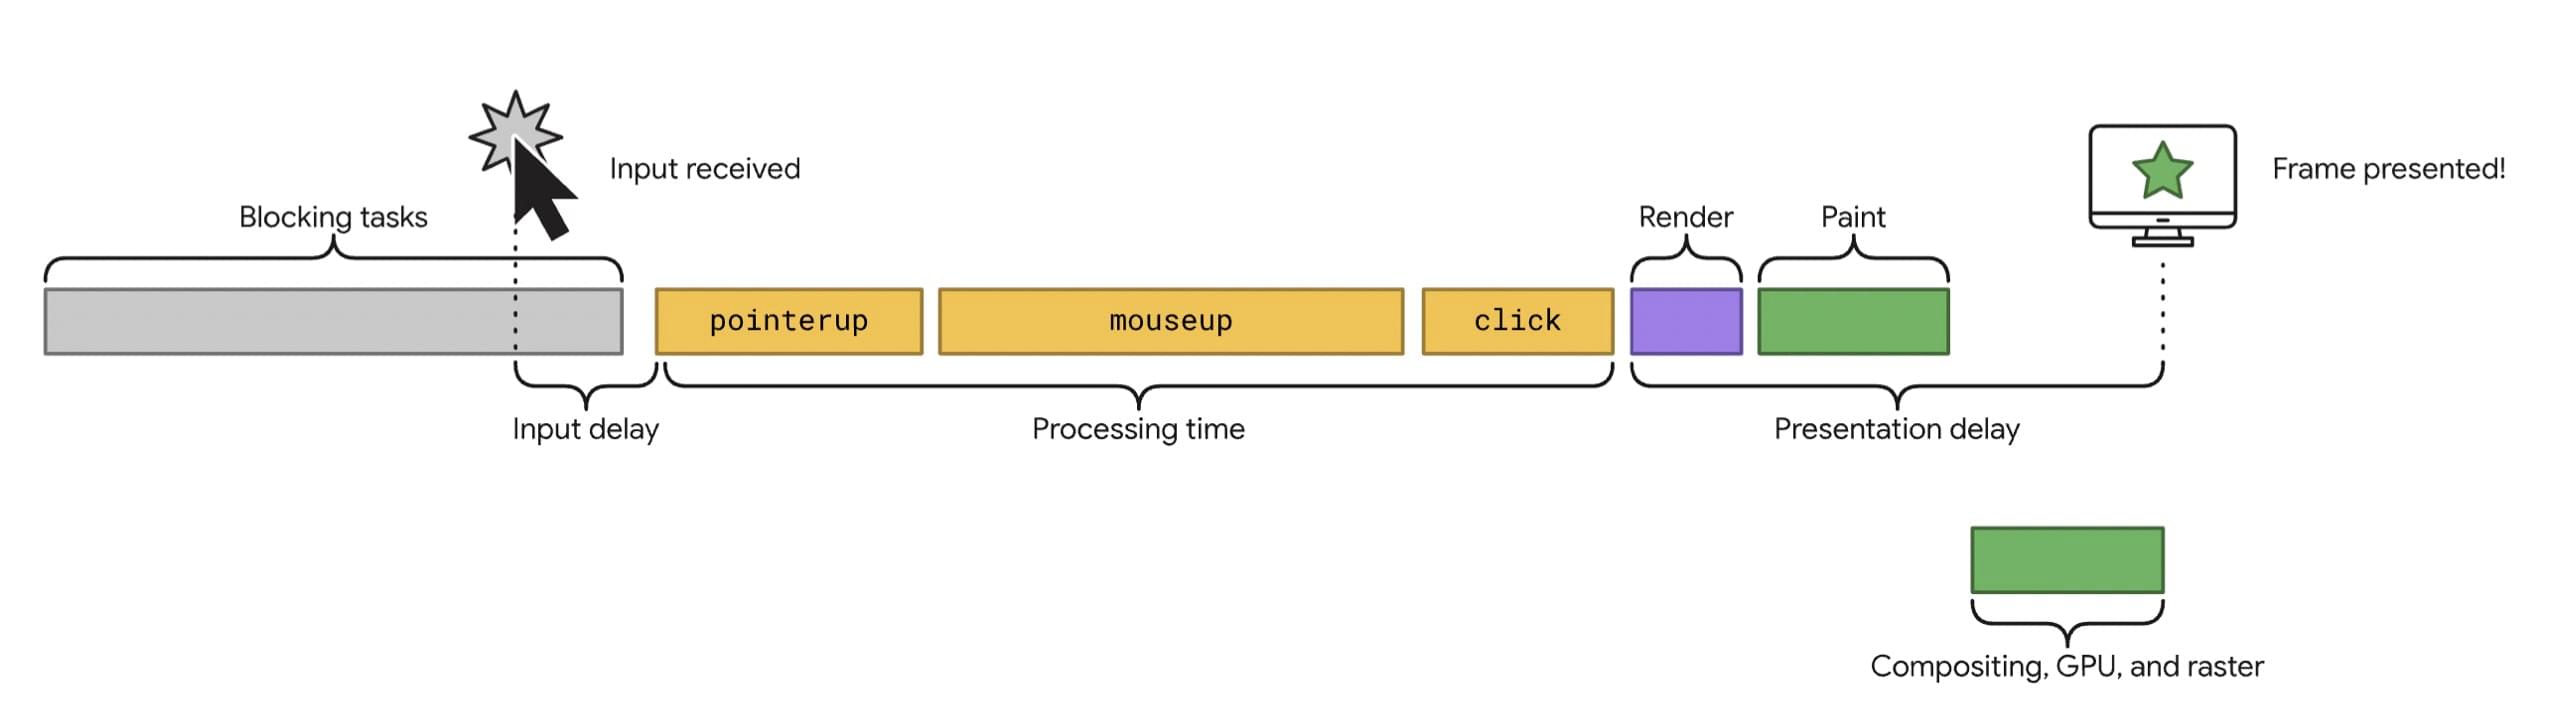 Input received
Frame presented!
Blocking tasks
Render
Paint
pointerup
mouseup
click
Input delay
Processing time
Presentation delay
Compositing, GPU, and raster